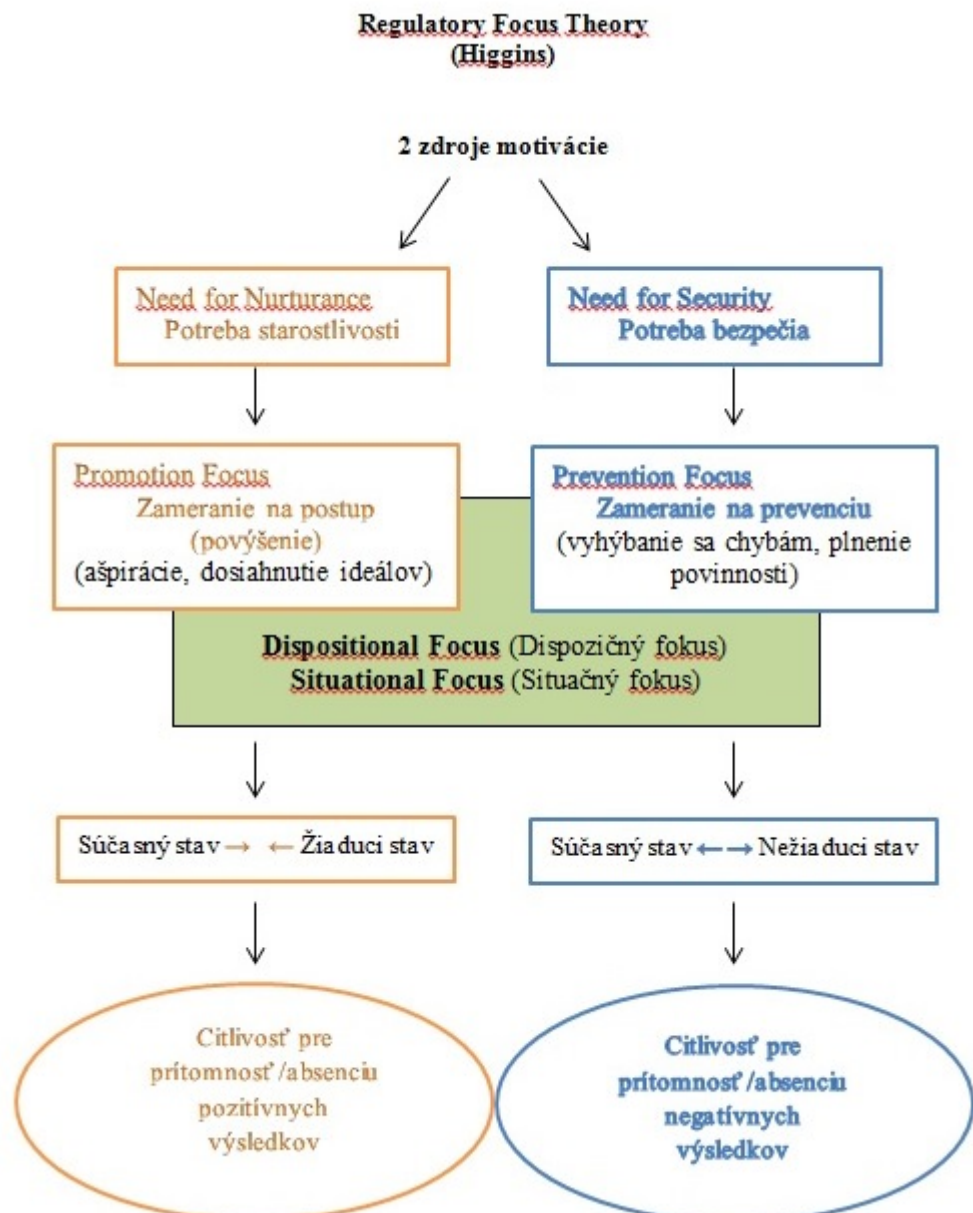 Regulatory Focus Theory
(Higgins)
2 zdroje motivácie
Need for Nurturance
Potreba starostlivosti
Need for Security
Potreba bezpečia
Promotion Focus
Zameranie na postup
(povýšenie)
(ašpirácie, dosiahnutie ideálov)
Prevention Focus
Zameranie na prevenciu
(vyhýbanie sa chybám, plnenie
povinnosti)
Dispositional Focus (Dispozičný fokus)
Situational Focus (Situačný fokus)
Súčasný stav → ← Žiaduci stav
Súčasný stav ← → Nežiaduci stav
Citlivosť pre
prítomnosť /absenciu
pozitívnych
výsledkov
Citlivosť pre
prítomnosť /absenciu
negatívnych
výsledkov